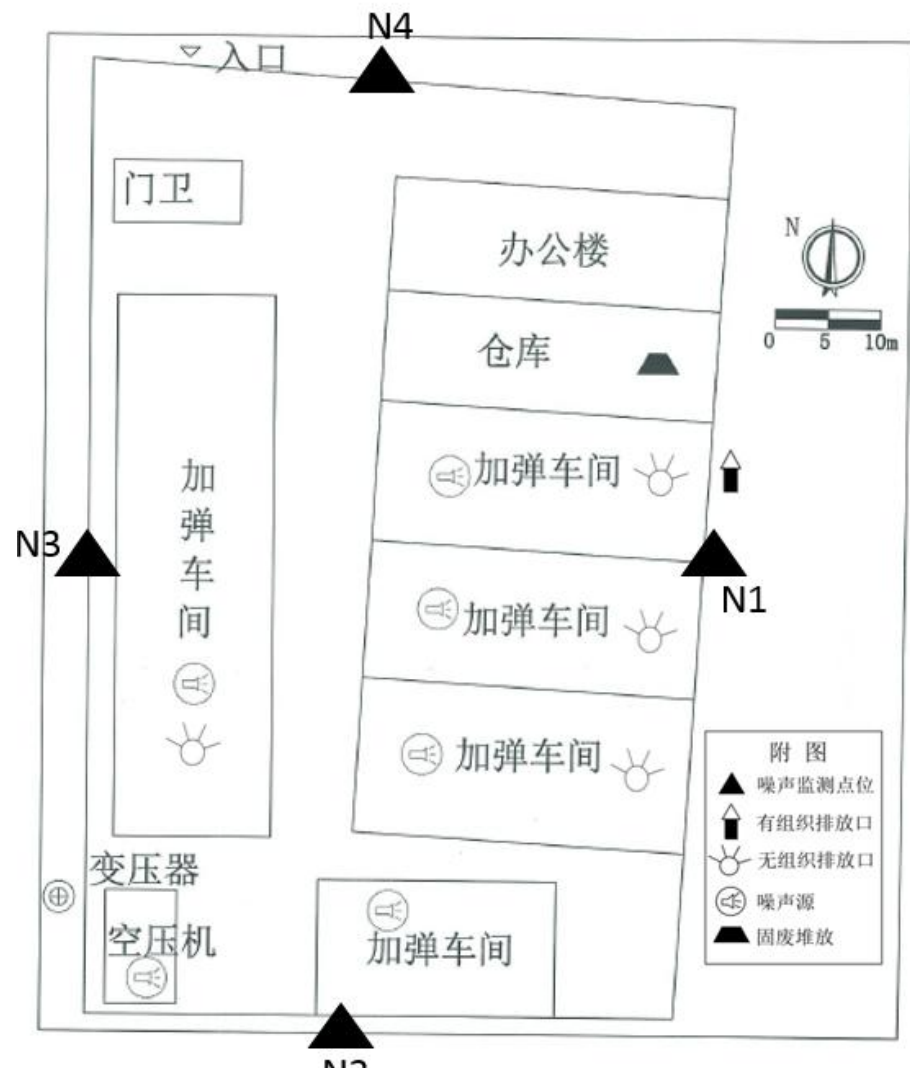 N4
入口
门卫
办公楼
N
0 5 10m
仓库
加弹车间
加弹车间
N3
N1
加弹车间
加弹车间
附图
噪声监测点位
有组织排放口
无组织排放口
噪声源
固废堆放
变压器
空压机
加弹车间